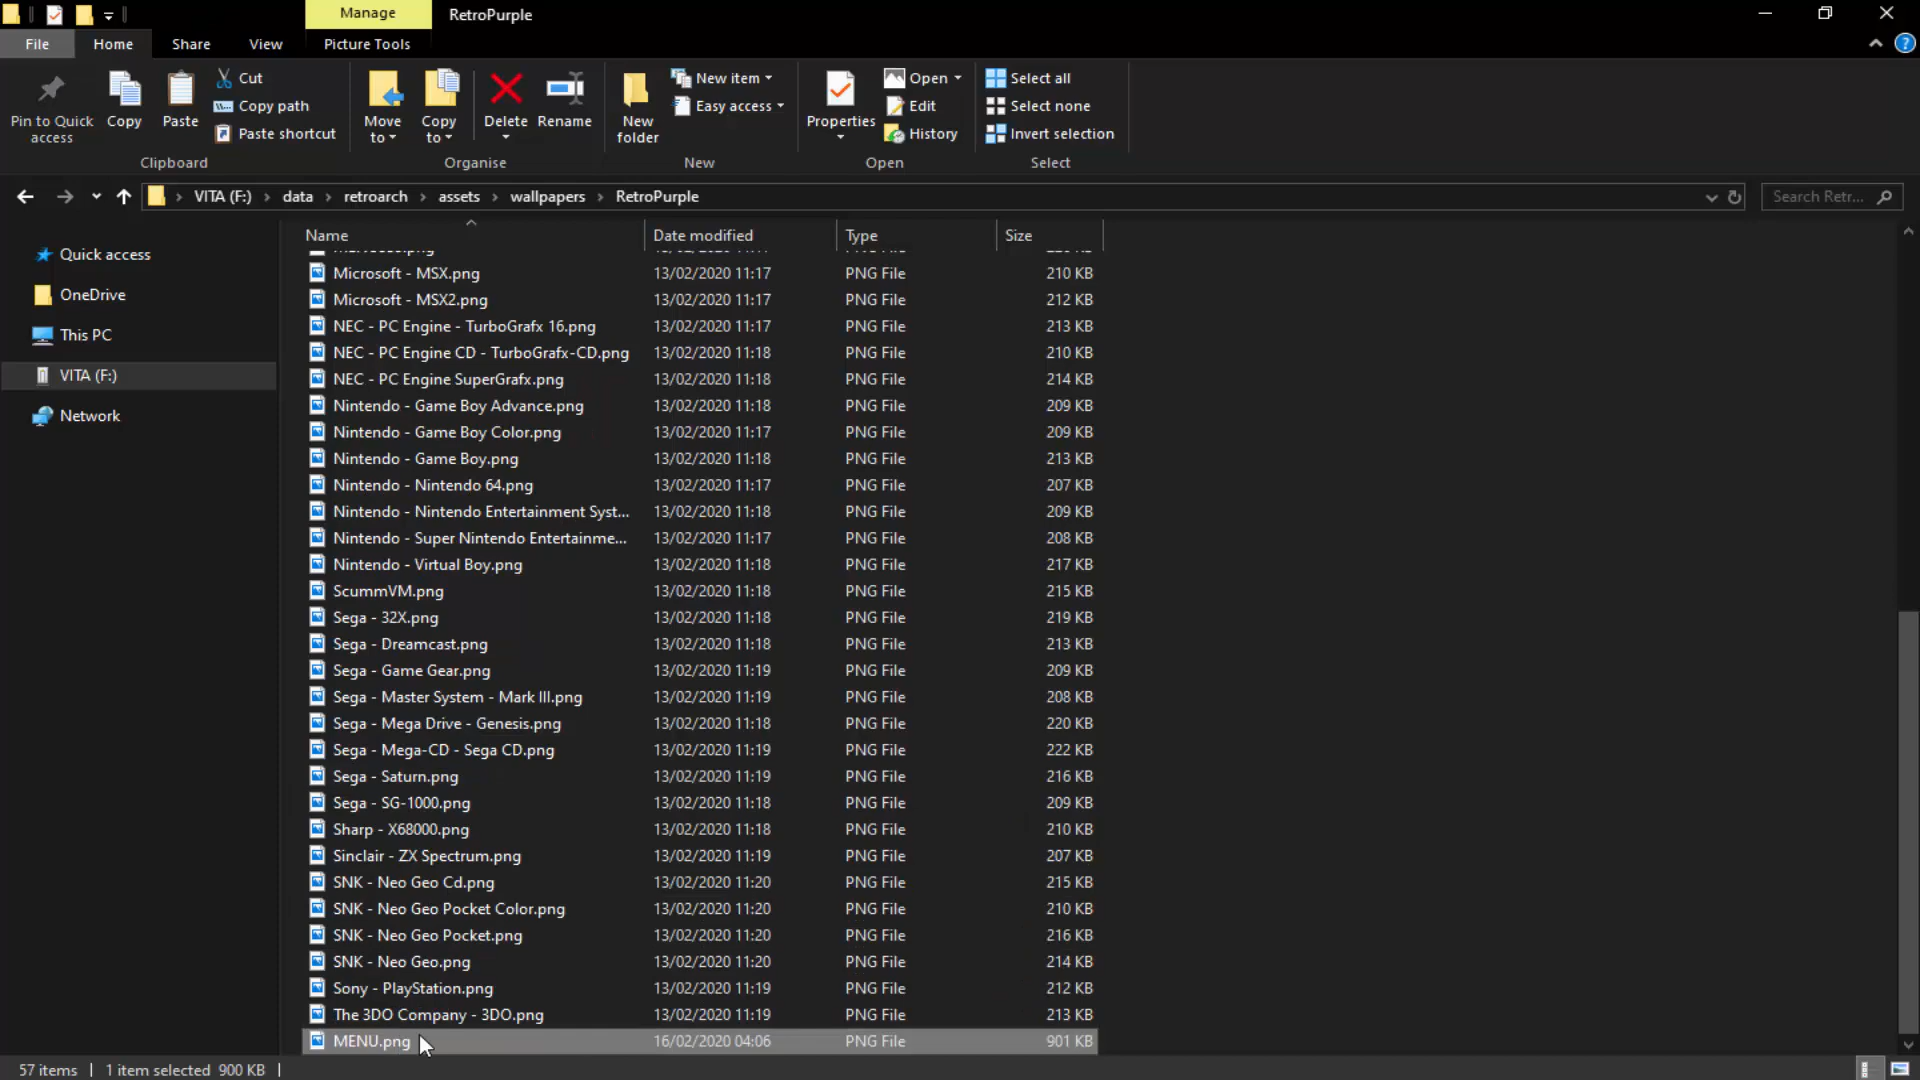 Manage
RetroPurple
File
Home
Share
View
Picture Tools
Pin to Quick access
Copy
Paste
Cut
Copy path
Paste shortcut
Clipboard
Move to
Copy to
Delete
Rename
Organise
New folder
New item
Easy access
New
Properties
Open
Edit
History
Open
Select all
Select none
Invert selection
Select
VITA (F:) › data › retroarch › assets › wallpapers › RetroPurple
Search Retr...
Quick access
OneDrive
This PC
VITA (F:)
Network
Name Date modified Type Size
Microsoft - MSX.png 13/02/2020 11:17 PNG File 210 KB
Microsoft - MSX2.png 13/02/2020 11:17 PNG File 212 KB
NEC - PC Engine - TurboGrafx 16.png 13/02/2020 11:17 PNG File 213 KB
NEC - PC Engine CD - TurboGrafx-CD.png 13/02/2020 11:18 PNG File 210 KB
NEC - PC Engine SuperGrafx.png 13/02/2020 11:18 PNG File 214 KB
Nintendo - Game Boy Advance.png 13/02/2020 11:18 PNG File 209 KB
Nintendo - Game Boy Color.png 13/02/2020 11:17 PNG File 209 KB
Nintendo - Game Boy.png 13/02/2020 11:18 PNG File 213 KB
Nintendo - Nintendo 64.png 13/02/2020 11:17 PNG File 207 KB
Nintendo - Nintendo Entertainment Syst... 13/02/2020 11:18 PNG File 209 KB
Nintendo - Super Nintendo Entertainme... 13/02/2020 11:17 PNG File 208 KB
Nintendo - Virtual Boy.png 13/02/2020 11:18 PNG File 217 KB
ScummVM.png 13/02/2020 11:18 PNG File 215 KB
Sega - 32X.png 13/02/2020 11:18 PNG File 219 KB
Sega - Dreamcast.png 13/02/2020 11:18 PNG File 213 KB
Sega - Game Gear.png 13/02/2020 11:19 PNG File 209 KB
Sega - Master System - Mark III.png 13/02/2020 11:19 PNG File 208 KB
Sega - Mega Drive - Genesis.png 13/02/2020 11:18 PNG File 220 KB
Sega - Mega-CD - Sega CD.png 13/02/2020 11:19 PNG File 222 KB
Sega - Saturn.png 13/02/2020 11:19 PNG File 216 KB
Sega - SG-1000.png 13/02/2020 11:18 PNG File 209 KB
Sharp - X68000.png 13/02/2020 11:18 PNG File 210 KB
Sinclair - ZX Spectrum.png 13/02/2020 11:19 PNG File 207 KB
SNK - Neo Geo Cd.png 13/02/2020 11:20 PNG File 215 KB
SNK - Neo Geo Pocket Color.png 13/02/2020 11:20 PNG File 210 KB
SNK - Neo Geo Pocket.png 13/02/2020 11:20 PNG File 216 KB
SNK - Neo Geo.png 13/02/2020 11:20 PNG File 214 KB
Sony - PlayStation.png 13/02/2020 11:19 PNG File 212 KB
The 3DO Company - 3DO.png 13/02/2020 11:19 PNG File 213 KB
MENU.png 16/02/2020 04:06 PNG File 901 KB
57 items 1 item selected 900 KB